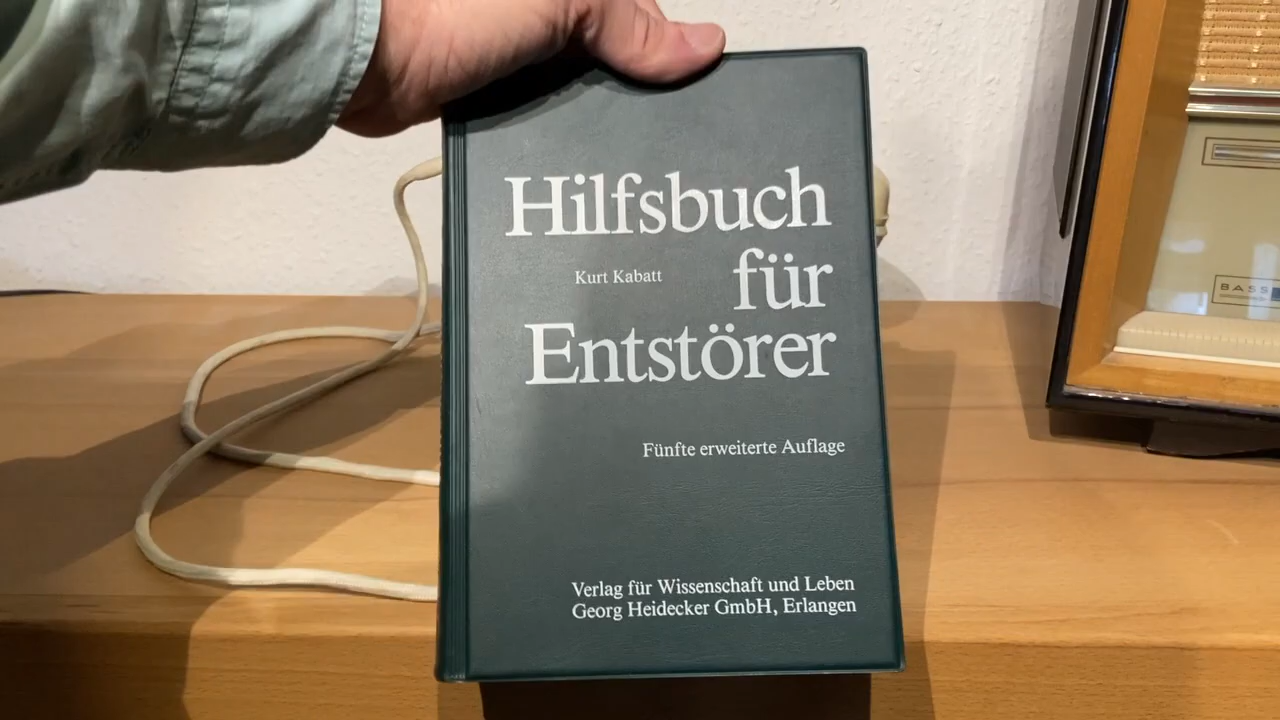 Hilfsbuch
Kurt Kabatt
für
Entstörer
Fünfte erweiterte Auflage
Verlag für Wissenschaft und Leben
Georg Heidecker GmbH, Erlangen
BASS